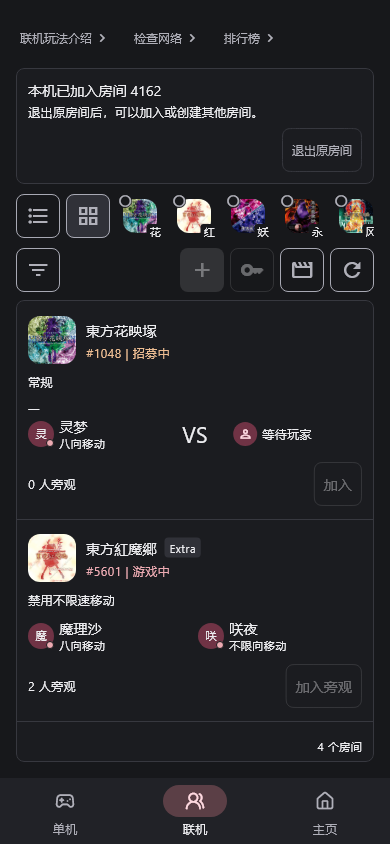 联机玩法介绍 检查网络 排行榜
本机已加入房间 4162
退出原房间后，可以加入或创建其他房间。
退出原房间
花 红 妖 永
東方花映塚
#1048 | 招募中
常规
—
灵 灵梦
八向移动
VS
等待玩家
0 人旁观
加入
東方紅魔郷 Extra
#5601 | 游戏中
禁用不限速移动
魔 魔理沙
八向移动
咲 咲夜
不限向移动
2 人旁观
加入旁观
4 个房间
单机 联机 主页